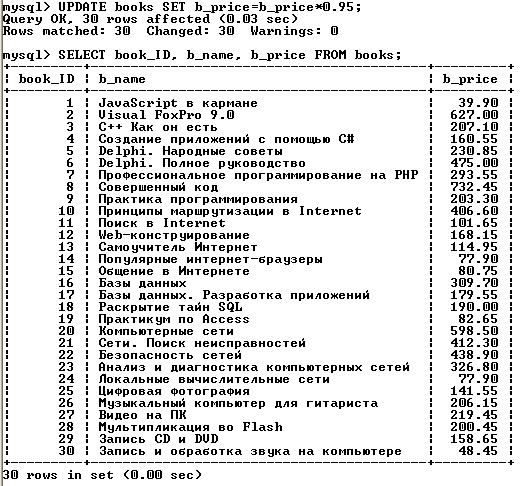 mysql> UPDATE books SET b_price=b_price*0.95;
Query OK, 30 rows affected (0.03 sec)
Rows matched: 30  Changed: 30  Warnings: 0
mysql> SELECT book_ID, b_name, b_price FROM books;
+---------+------------------------------------------+---------+
| book_ID | b_name                                   | b_price |
+---------+------------------------------------------+---------+
|       1 | JavaScript в кармане                     |   39.90 |
|       2 | Visual FoxPro 9.0                        |  627.00 |
|       3 | C++ Как он есть                          |  207.10 |
|       4 | Создание приложений с помощью C#         |  160.55 |
|       5 | Delphi. Народные советы                  |  230.85 |
|       6 | Delphi. Полное руководство               |  475.00 |
|       7 | Профессиональное программирование на PHP |  293.55 |
|       8 | Совершенный код                          |  732.45 |
|       9 | Практика программирования                |  203.30 |
|      10 | Принципы маршрутизации в Internet        |  406.60 |
|      11 | Поиск в Internet                         |  101.65 |
|      12 | Web-конструирование                      |  168.15 |
|      13 | Самоучитель Интернет                     |  114.95 |
|      14 | Популярные интернет-браузеры             |   77.90 |
|      15 | Общение в Интернете                      |   80.75 |
|      16 | Базы данных                              |  309.70 |
|      17 | Базы данных. Разработка приложений       |  179.55 |
|      18 | Раскрытие тайн SQL                       |  190.00 |
|      19 | Практикум по Access                      |   82.65 |
|      20 | Компьютерные сети                        |  598.50 |
|      21 | Сети. Поиск неисправностей               |  412.30 |
|      22 | Безопасность сетей                       |  438.90 |
|      23 | Анализ и диагностика компьютерных сетей  |  326.80 |
|      24 | Локальные вычислительные сети            |   77.90 |
|      25 | Цифровая фотография                      |  141.55 |
|      26 | Музыкальный компьютер для гитариста      |  206.15 |
|      27 | Видео на ПК                              |  219.45 |
|      28 | Мультипликация во Flash                  |  200.45 |
|      29 | Запись CD и DVD                          |  158.65 |
|      30 | Запись и обработка звука на компьютере   |   48.45 |
+---------+------------------------------------------+---------+
30 rows in set (0.00 sec)